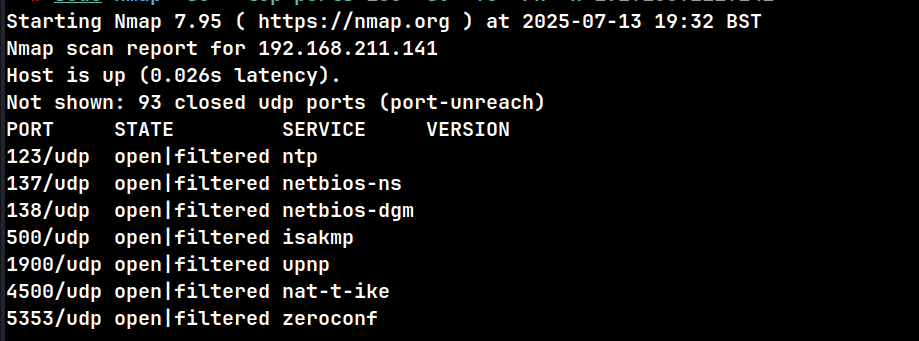 Starting Nmap 7.95 ( https://nmap.org ) at 2025-07-13 19:32 BST
Nmap scan report for 192.168.211.141
Host is up (0.026s latency).
Not shown: 93 closed udp ports (port-unreach)
PORT     STATE         SERVICE     VERSION
123/udp  open|filtered ntp
137/udp  open|filtered netbios-ns
138/udp  open|filtered netbios-dgm
500/udp  open|filtered isakmp
1900/udp open|filtered upnp
4500/udp open|filtered nat-t-ike
5353/udp open|filtered zeroconf